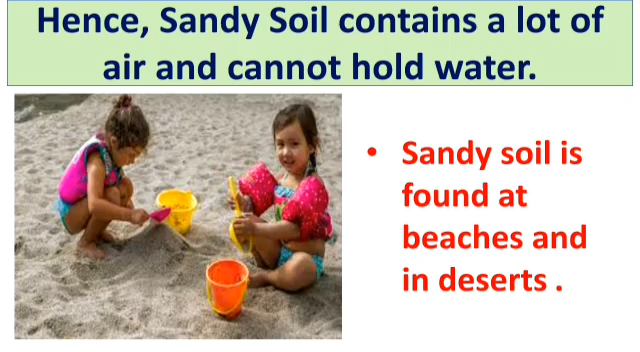 Hence, Sandy Soil contains a lot of
air and cannot hold water.
• Sandy soil is
found at
beaches and
in deserts .